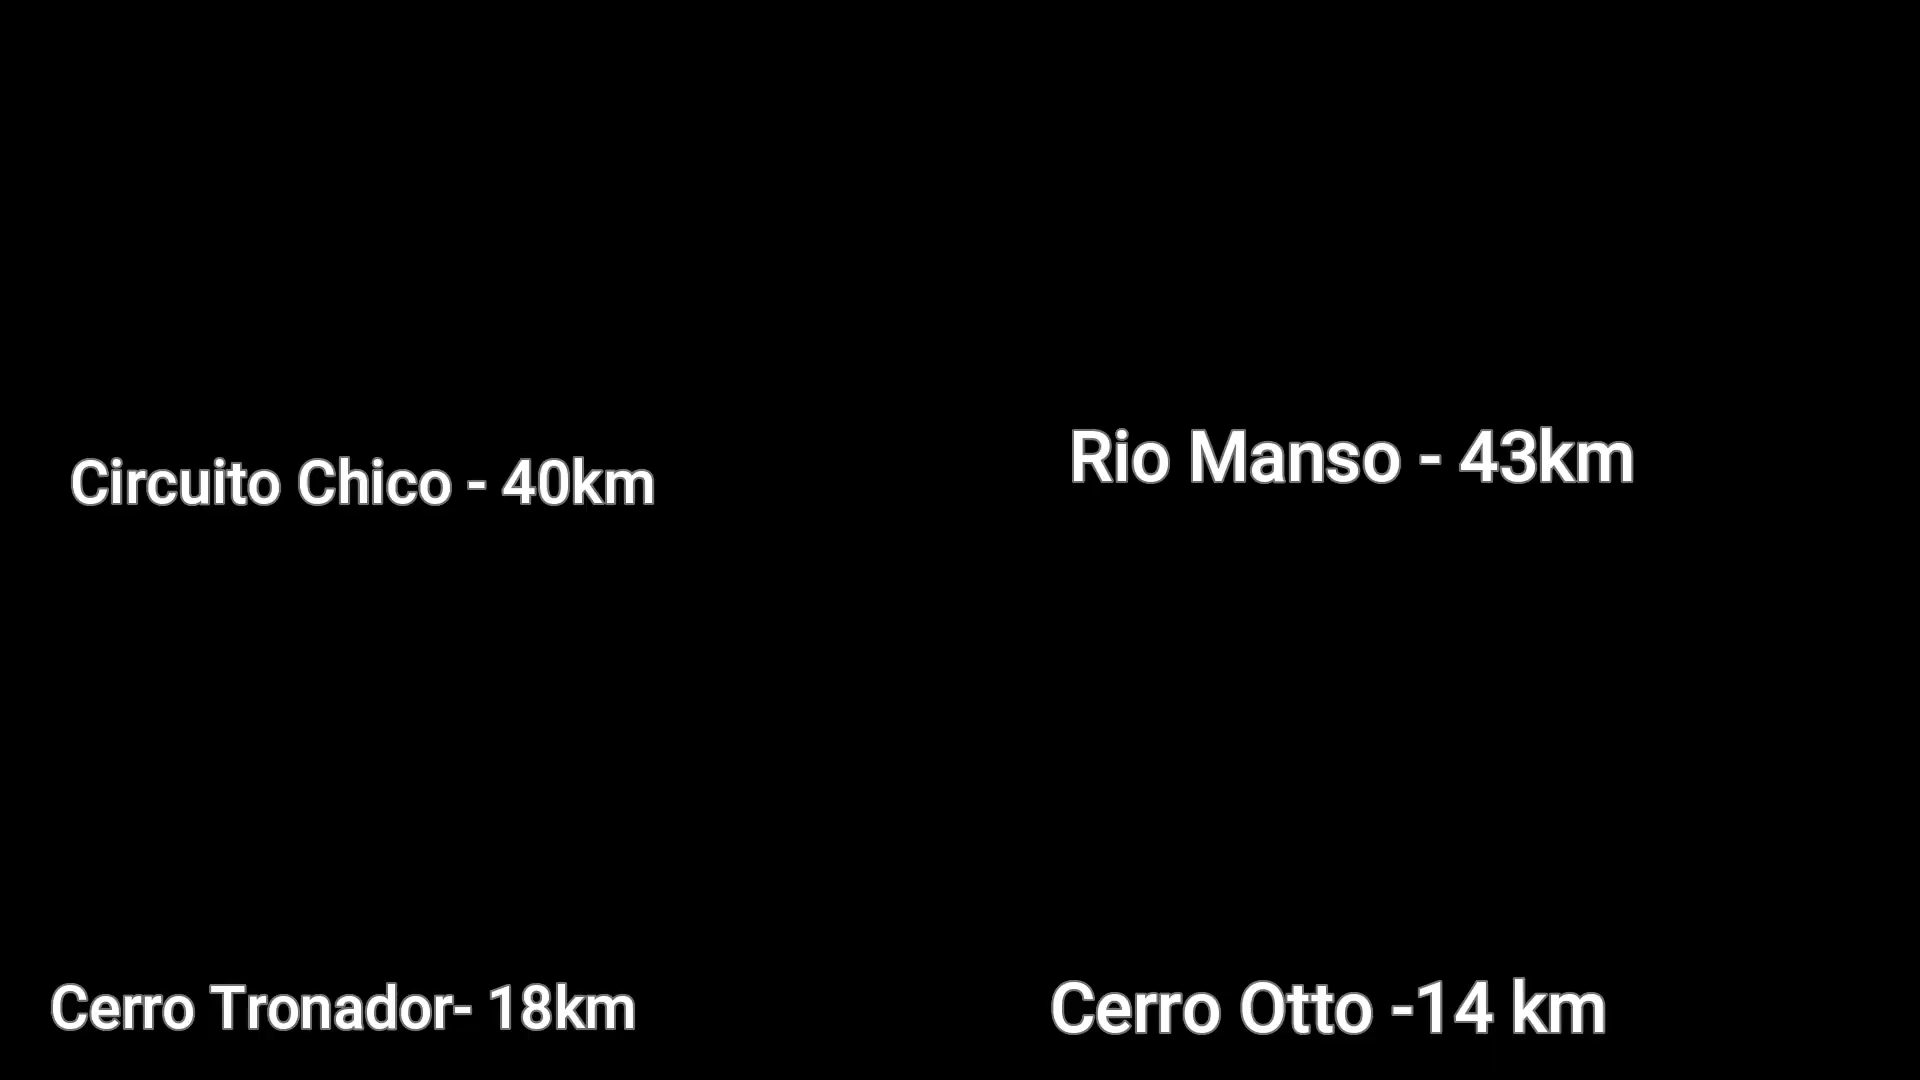 Circuito Chico - 40km
Rio Manso - 43km
Cerro Tronador- 18km
Cerro Otto -14 km